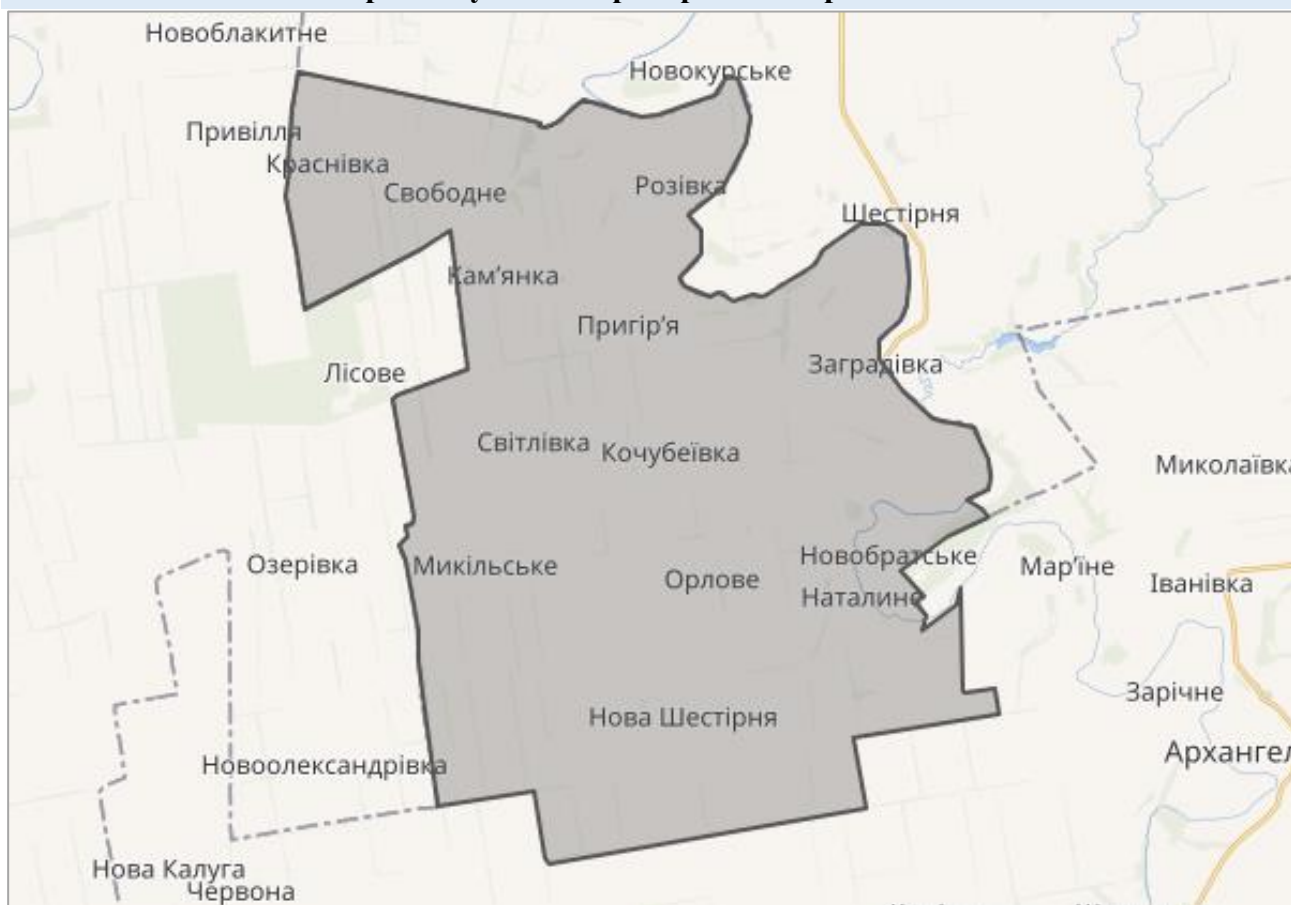 Новоблакитне
Новокурське
Привілля
Краснівка
Свободне
Розівка
Шестірня
Кам'янка
Пригір'я
Заградівка
Лісове
Світлівка
Кочубеївка
Миколаївка
Озерівка
Микільське
Орлове
Новобратське
Мар'їне
Іванівка
Наталине
Зарічне
Нова Шестірня
Архангел
Новоолександрівка
Нова Калуга
Червона